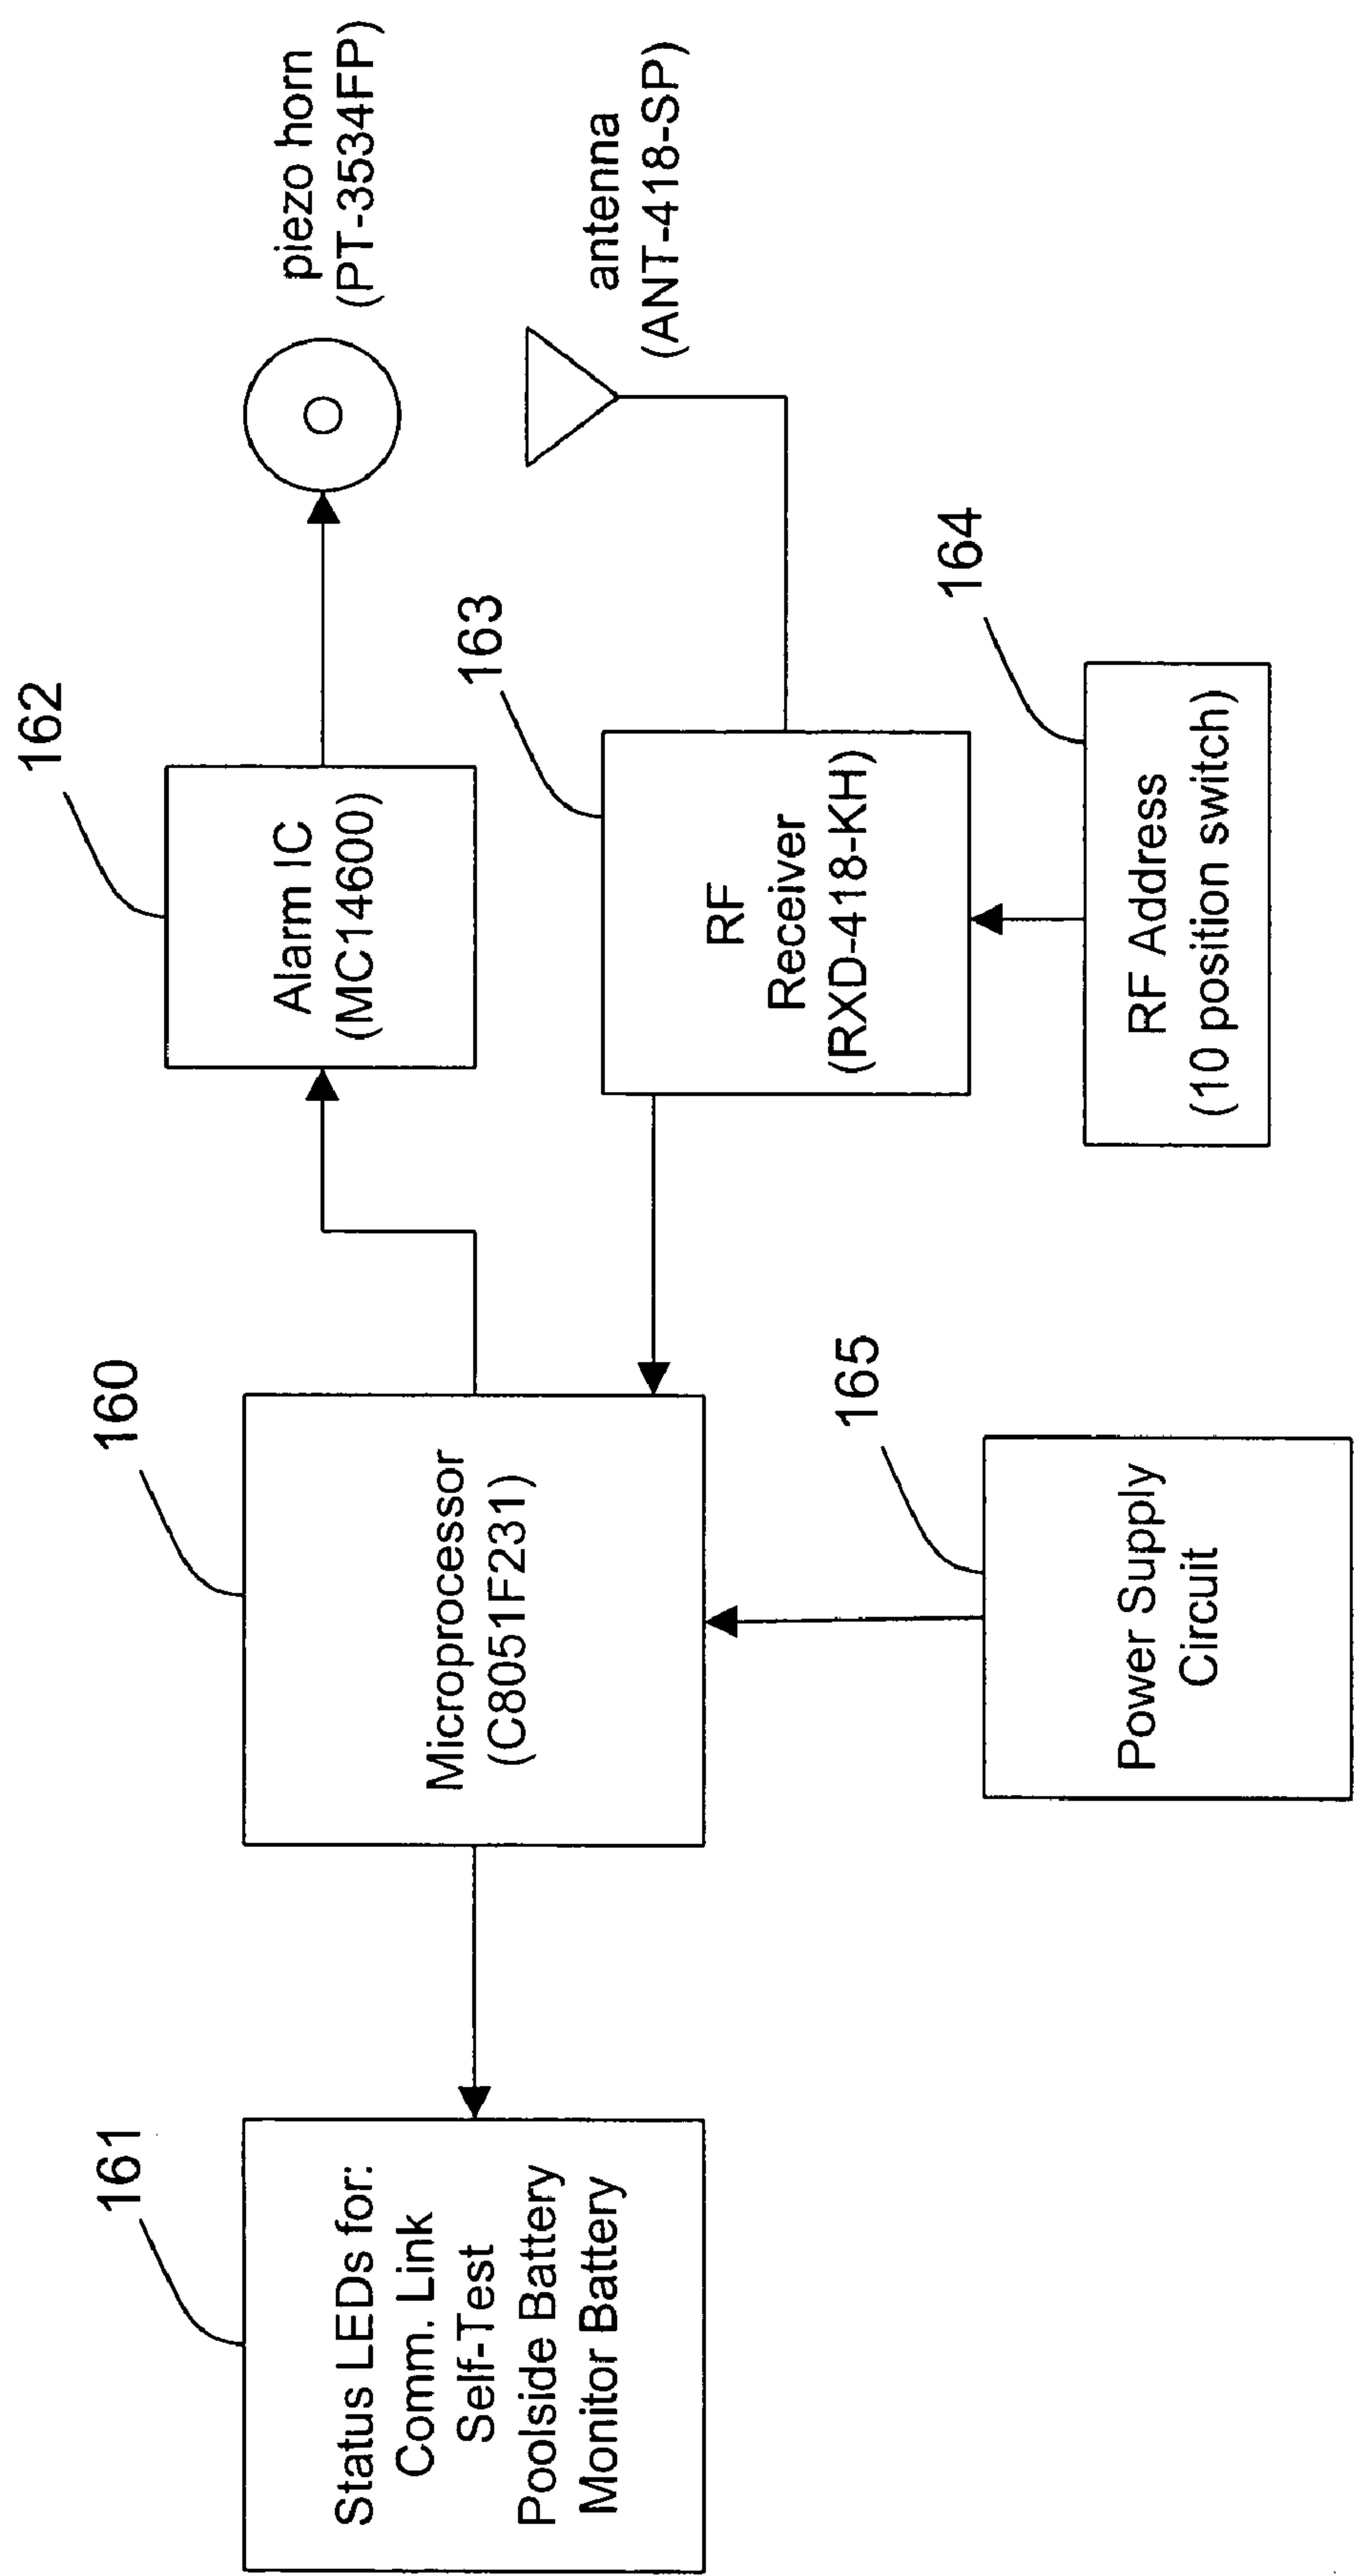 161
Status LEDs for:
Comm. Link
Self-Test
Poolside Battery
Monitor Battery
160
Microprocessor
(C8051F231)
165
Power Supply
Circuit
162
Alarm IC
(MC14600)
piezo horn
(PT-3534FP)
163
RF
Receiver
(RXD-418-KH)
antenna
(ANT-418-SP)
164
RF Address
(10 position switch)